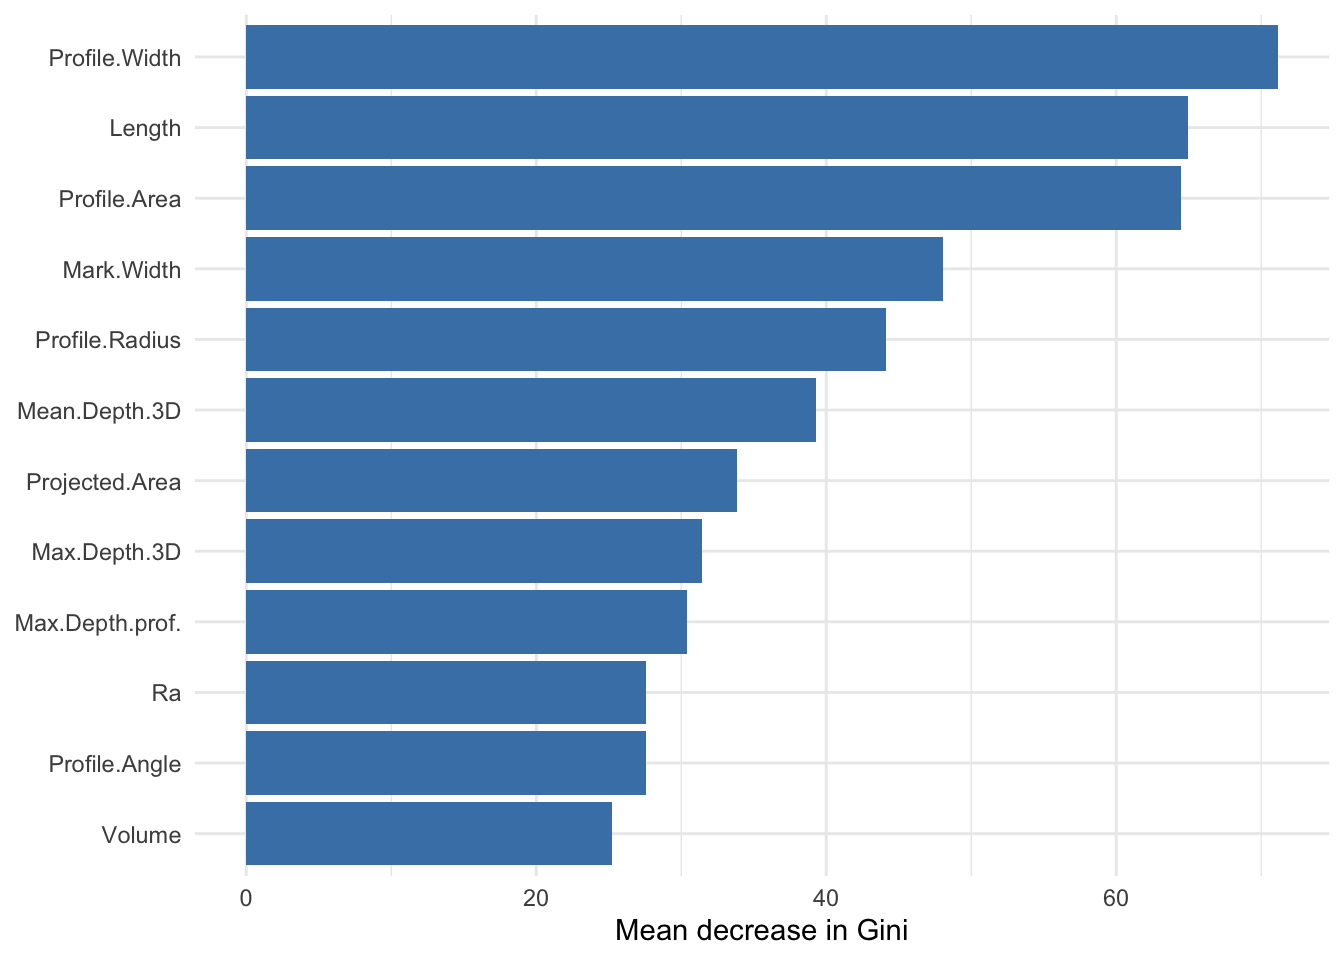 Profile.Width
Length
Profile.Area
Mark.Width
Profile.Radius
Mean.Depth.3D
Projected.Area
Max.Depth.3D
Max.Depth.prof.
Ra
Profile.Angle
Volume
0 20 40 60
Mean decrease in Gini